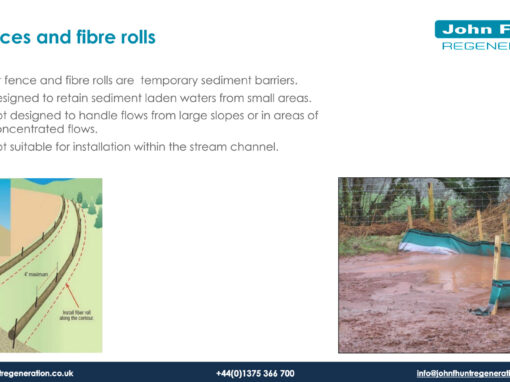 ces and fibre rolls
John F
REGENER
fence and fibre rolls are temporary sediment barriers.
esigned to retain sediment laden waters from small areas.
ot designed to handle flows from large slopes or in areas of
oncentrated flows.
ot suitable for installation within the stream channel.
4' maximum
Install fiber roll
along the contour
tregeneration.co.uk
+44(0)1375 366 700
info@johnfhuntregeneration